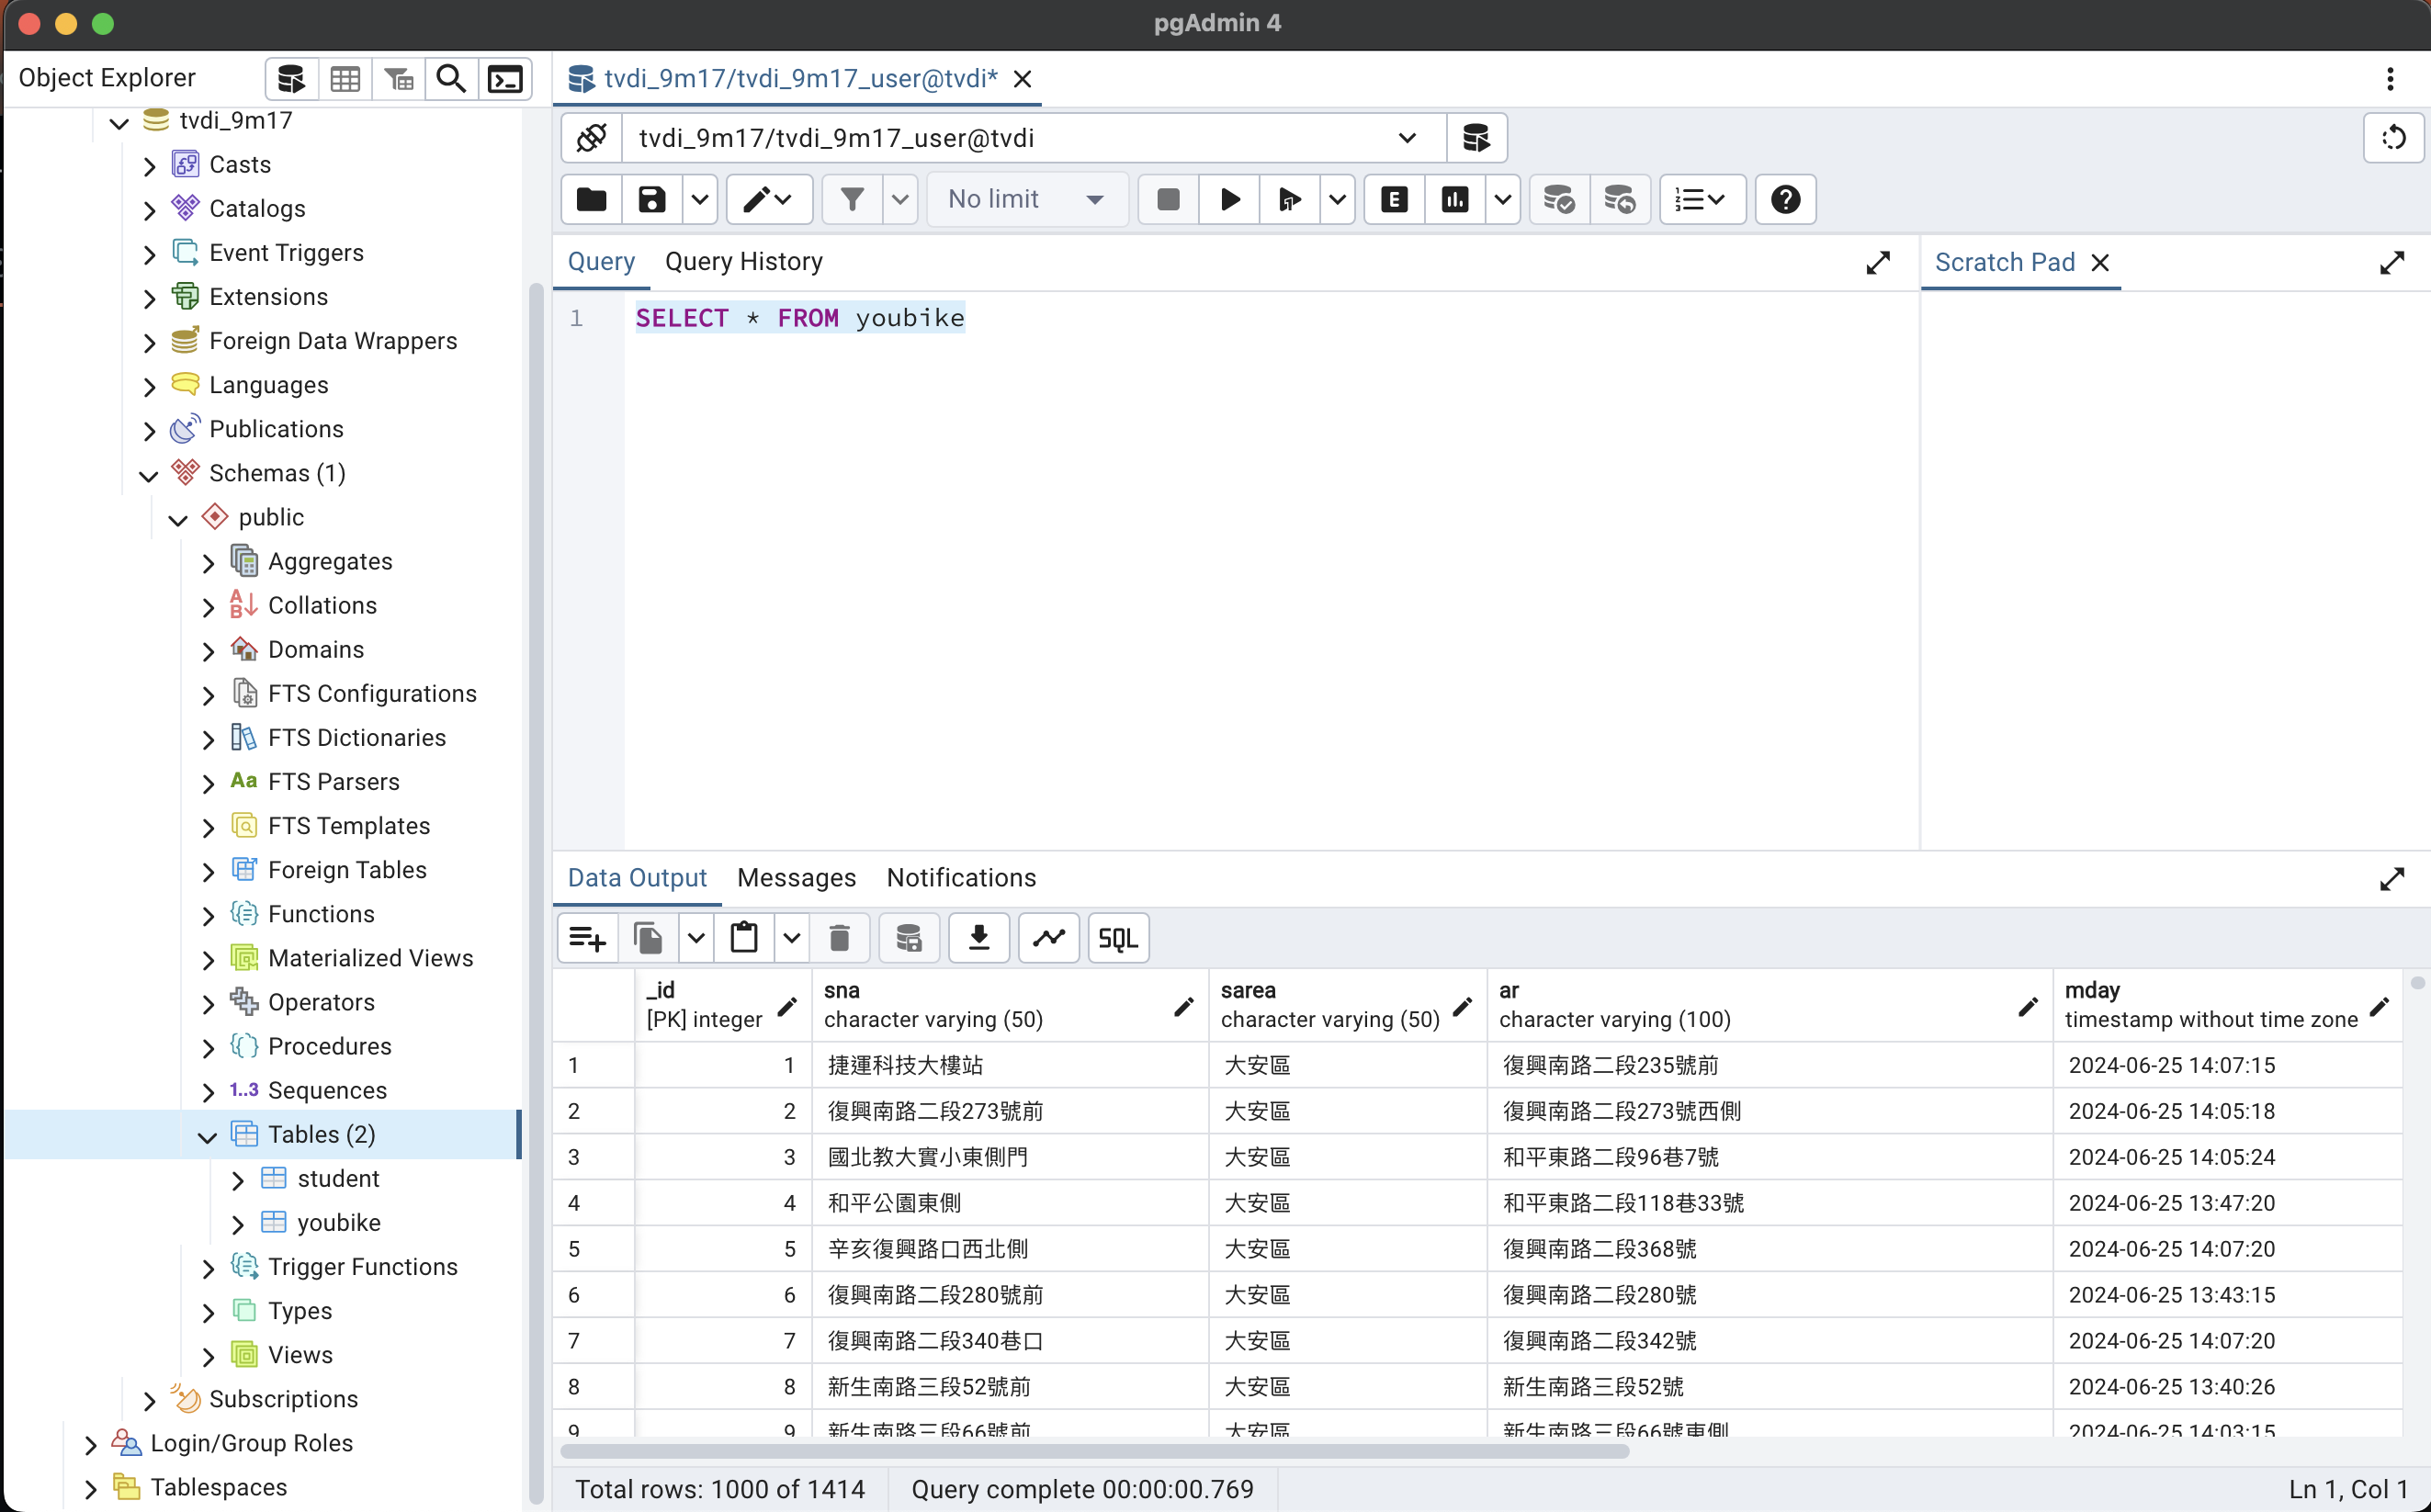 pgAdmin 4
Object Explorer
tvdi_9m17
Casts
Catalogs
Event Triggers
Extensions
Foreign Data Wrappers
Languages
Publications
Schemas (1)
public
Aggregates
Collations
Domains
FTS Configurations
FTS Dictionaries
Aa FTS Parsers
FTS Templates
Foreign Tables
Functions
Materialized Views
Operators
Procedures
1..3 Sequences
Tables (2)
student
youbike
Trigger Functions
Types
Views
Subscriptions
Login/Group Roles
Tablespaces
tvdi_9m17/tvdi_9m17_user@tvdi*
tvdi_9m17/tvdi_9m17_user@tvdi
No limit
E
Query Query History
Scratch Pad
1 SELECT * FROM youbike
Data Output Messages Notifications
SQL
_id sna sarea ar mday
[PK] integer character varying (50) character varying (50) character varying (100) timestamp without time zone
1 1 捷運科技大樓站 大安區 復興南路二段235號前 2024-06-25 14:07:15
2 2 復興南路二段273號前 大安區 復興南路二段273號西側 2024-06-25 14:05:18
3 3 國北教大實小東側門 大安區 和平東路二段96巷7號 2024-06-25 14:05:24
4 4 和平公園東側 大安區 和平東路二段118巷33號 2024-06-25 13:47:20
5 5 辛亥復興路口西北側 大安區 復興南路二段368號 2024-06-25 14:07:20
6 6 復興南路二段280號前 大安區 復興南路二段280號 2024-06-25 13:43:15
7 7 復興南路二段340巷口 大安區 復興南路二段342號 2024-06-25 14:07:20
8 8 新生南路三段52號前 大安區 新生南路三段52號 2024-06-25 13:40:26
9 9 新生南路三段66號前 大安區 新生南路三段66號東側 2024-06-25 14:03:15
Total rows: 1000 of 1414 Query complete 00:00:00.769 Ln 1, Col 1